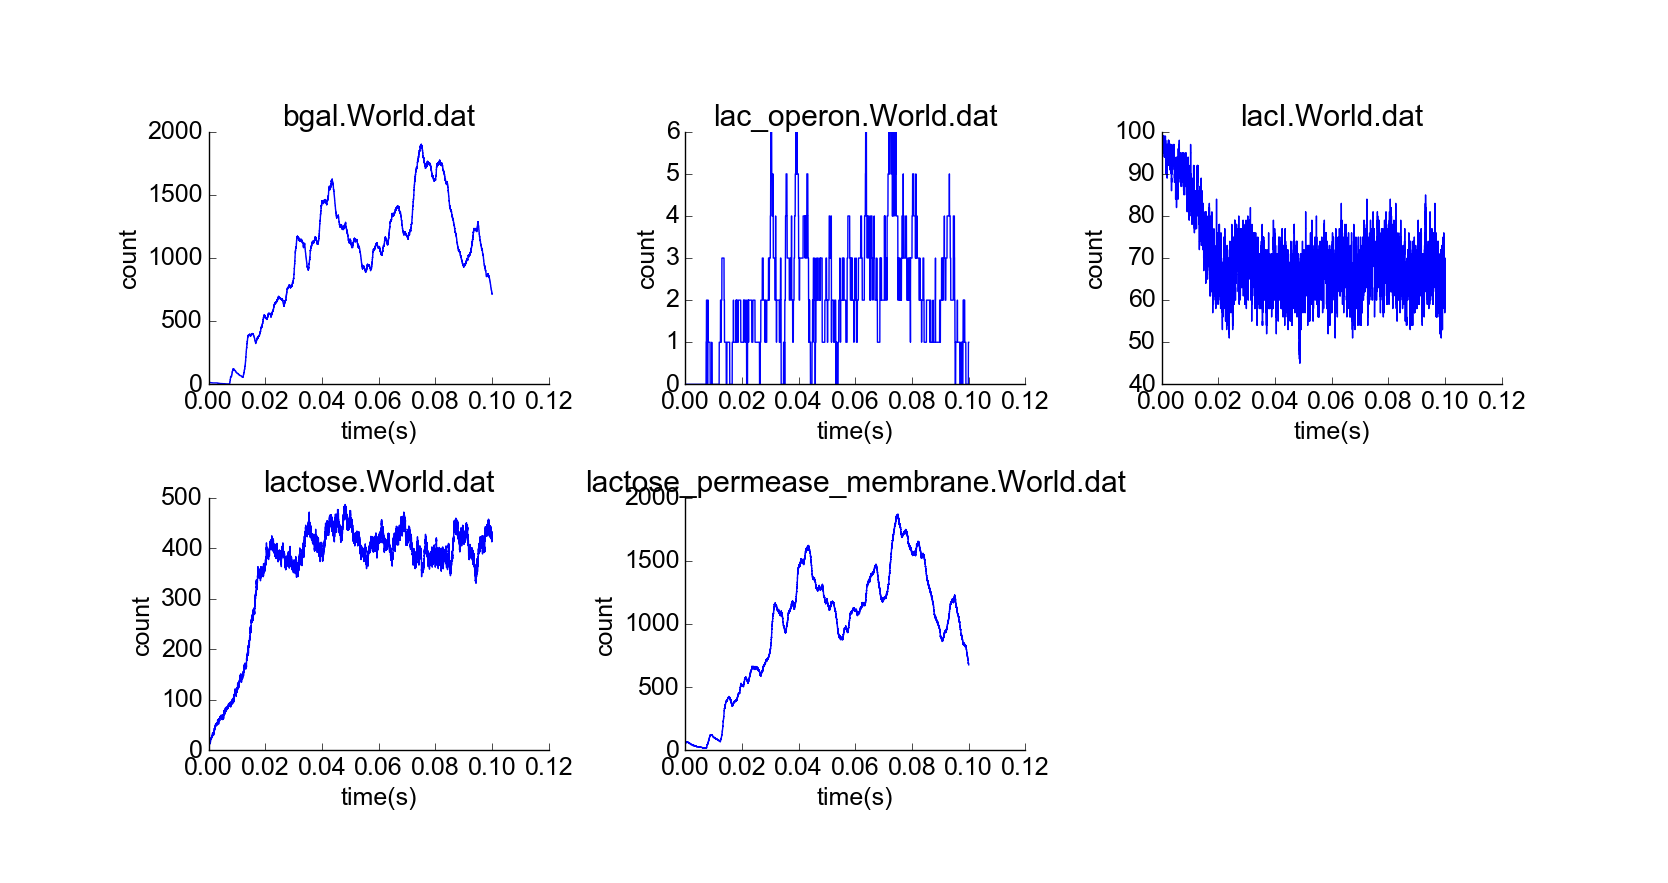 bgal.World.dat
2000
1500
1000
500
0
count
0.00 0.02 0.04 0.06 0.08 0.10 0.12
time(s)
lac_operon.World.dat
6
5
4
3
2
1
0
count
0.00 0.02 0.04 0.06 0.08 0.10 0.12
time(s)
lacI.World.dat
100
90
80
70
60
50
40
count
0.00 0.02 0.04 0.06 0.08 0.10 0.12
time(s)
lactose.World.dat
500
400
300
200
100
0
count
0.00 0.02 0.04 0.06 0.08 0.10 0.12
time(s)
lactose_permease_membrane.World.dat
2000
1500
1000
500
0
count
0.00 0.02 0.04 0.06 0.08 0.10 0.12
time(s)